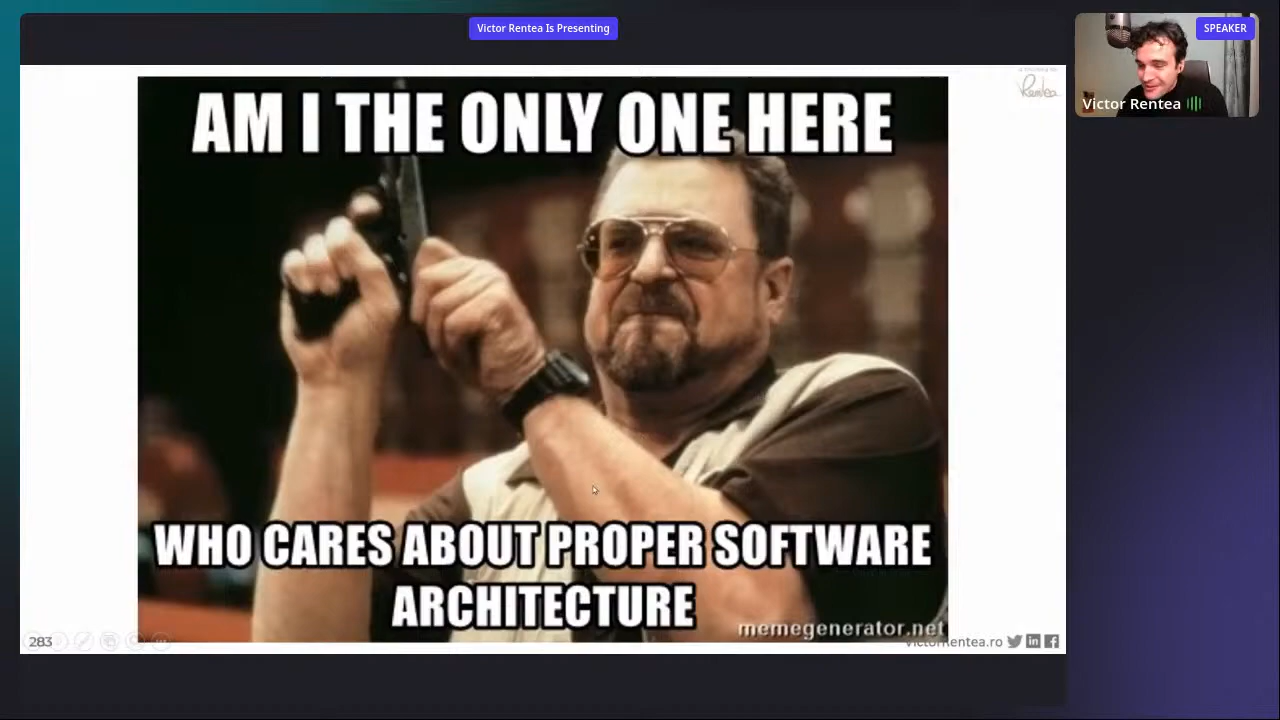 Victor Rentea Is Presenting
SPEAKER
Victor Rentea
AM I THE ONLY ONE HERE
WHO CARES ABOUT PROPER SOFTWARE
ARCHITECTURE
memegenerator.net
283
VictorRentea.ro